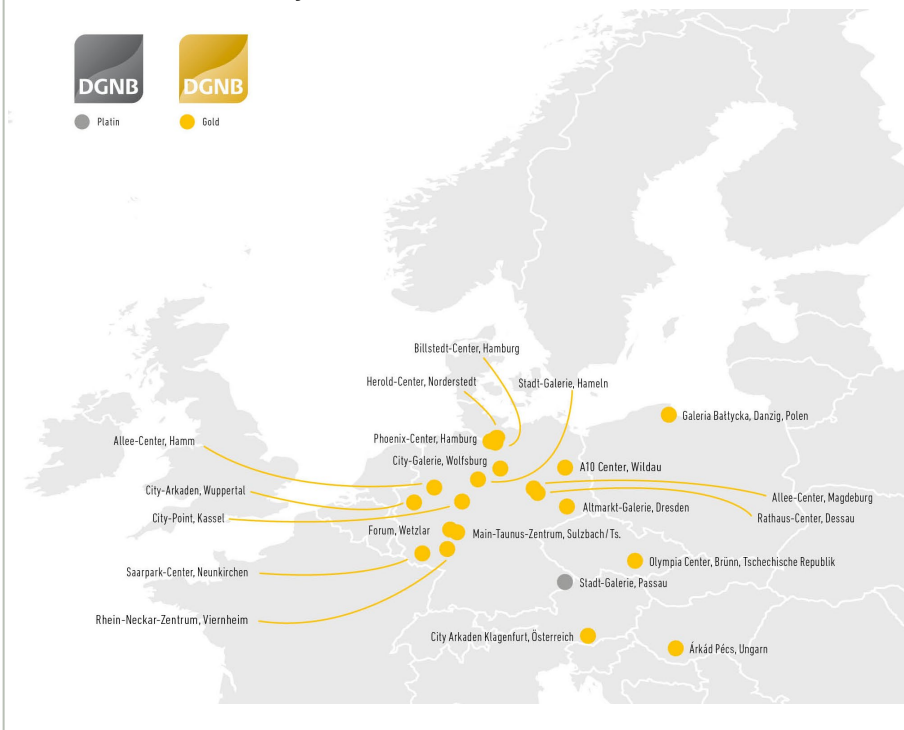 DGNB
DGNB
Platin
Gold
Billstedt-Center, Hamburg
Herold-Center, Norderstedt
Stadt-Galerie, Hameln
Galeria Bałtycka, Danzig, Polen
Phoenix-Center, Hamburg
Allee-Center, Hamm
City-Galerie, Wolfsburg
A10 Center, Wildau
City-Arkaden, Wuppertal
Allee-Center, Magdeburg
Altmarkt-Galerie, Dresden
City-Point, Kassel
Rathaus-Center, Dessau
Forum, Wetzlar
Main-Taunus-Zentrum, Sulzbach/Ts.
Olympia Center, Brünn, Tschechische Republik
Saarpark-Center, Neunkirchen
Stadt-Galerie, Passau
Rhein-Neckar-Zentrum, Viernheim
City Arkaden Klagenfurt, Österreich
Árkád Pécs, Ungarn